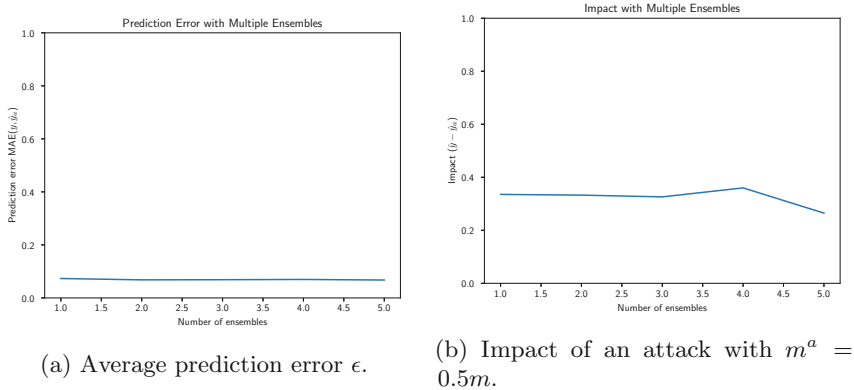 Prediction Error with Multiple Ensembles
1.0
0.8
0.6
0.4
0.2
0.0
Prediction error MAE(y, ŷₐ)
1.0 1.5 2.0 2.5 3.0 3.5 4.0 4.5 5.0
Number of ensembles
(a) Average prediction error ϵ.
Impact with Multiple Ensembles
1.0
0.8
0.6
0.4
0.2
0.0
Impact (ŷ − ŷₐ)
1.0 1.5 2.0 2.5 3.0 3.5 4.0 4.5 5.0
Number of ensembles
(b) Impact of an attack with mᵃ =
0.5m.